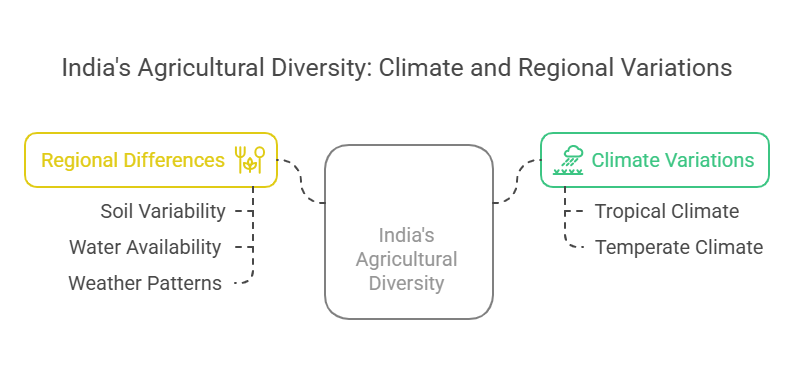 India's Agricultural Diversity: Climate and Regional Variations
Regional Differences
Soil Variability
Water Availability
Weather Patterns
India's
Agricultural
Diversity
Climate Variations
Tropical Climate
Temperate Climate